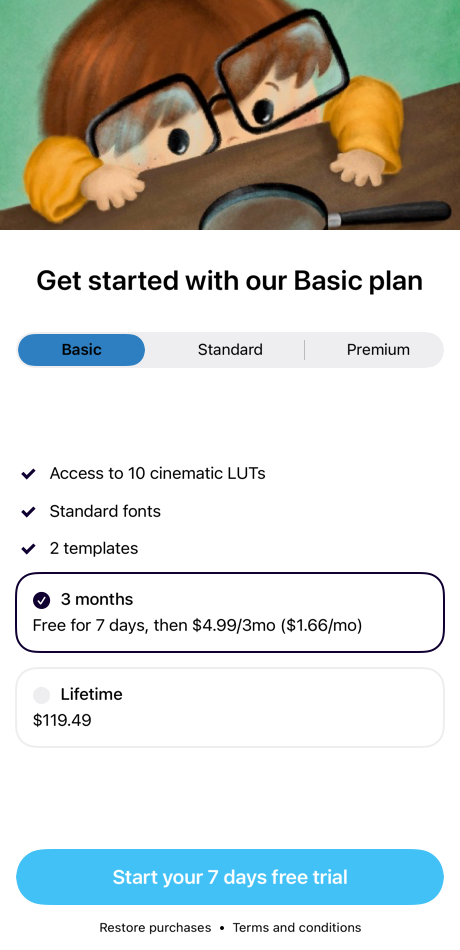 Get started with our Basic plan
Basic
Standard
Premium
Access to 10 cinematic LUTs
Standard fonts
2 templates
3 months
Free for 7 days, then $4.99/3mo ($1.66/mo)
Lifetime
$119.49
Start your 7 days free trial
Restore purchases • Terms and conditions